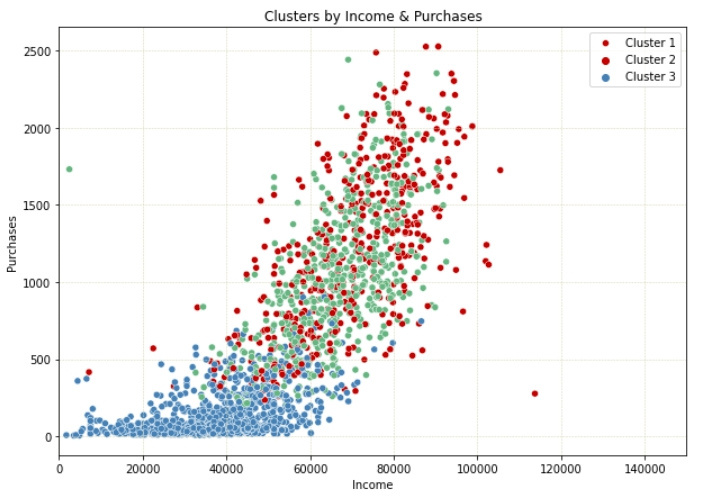 Clusters by Income & Purchases
Cluster 1
Cluster 2
Cluster 3
Purchases
2500
2000
1500
1000
500
0
0 20000 40000 60000 80000 100000 120000 140000
Income